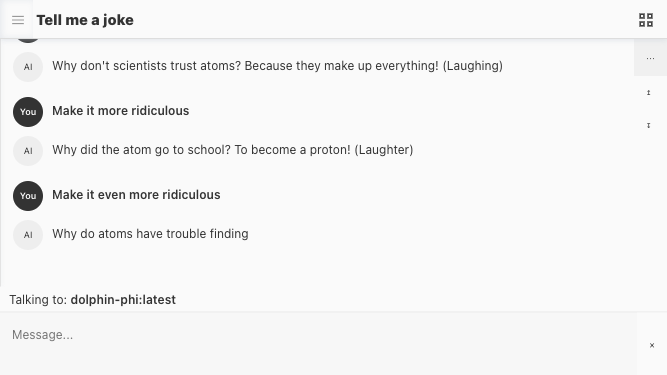 Tell me a joke
AI Why don't scientists trust atoms? Because they make up everything! (Laughing)
You Make it more ridiculous
AI Why did the atom go to school? To become a proton! (Laughter)
You Make it even more ridiculous
AI Why do atoms have trouble finding
Talking to: dolphin-phi:latest
Message...